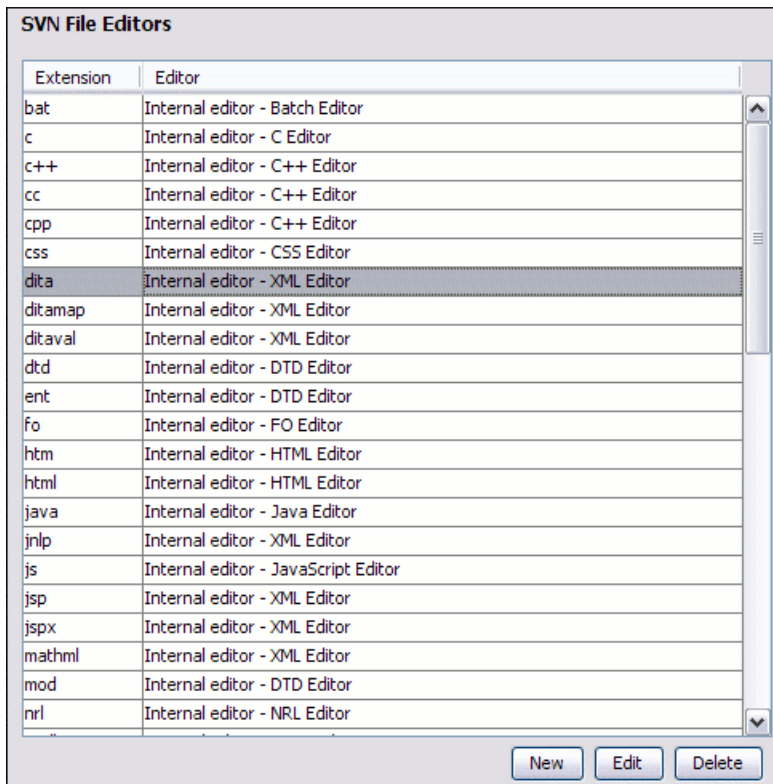 SVN File Editors
Extension Editor
bat Internal editor - Batch Editor
c Internal editor - C Editor
c++ Internal editor - C++ Editor
cc Internal editor - C++ Editor
cpp Internal editor - C++ Editor
css Internal editor - CSS Editor
dita Internal editor - XML Editor
ditamap Internal editor - XML Editor
ditaval Internal editor - XML Editor
dtd Internal editor - DTD Editor
ent Internal editor - DTD Editor
fo Internal editor - FO Editor
htm Internal editor - HTML Editor
html Internal editor - HTML Editor
java Internal editor - Java Editor
jnlp Internal editor - XML Editor
js Internal editor - JavaScript Editor
jsp Internal editor - XML Editor
jspx Internal editor - XML Editor
mathml Internal editor - XML Editor
mod Internal editor - DTD Editor
nrl Internal editor - NRL Editor
New Edit Delete